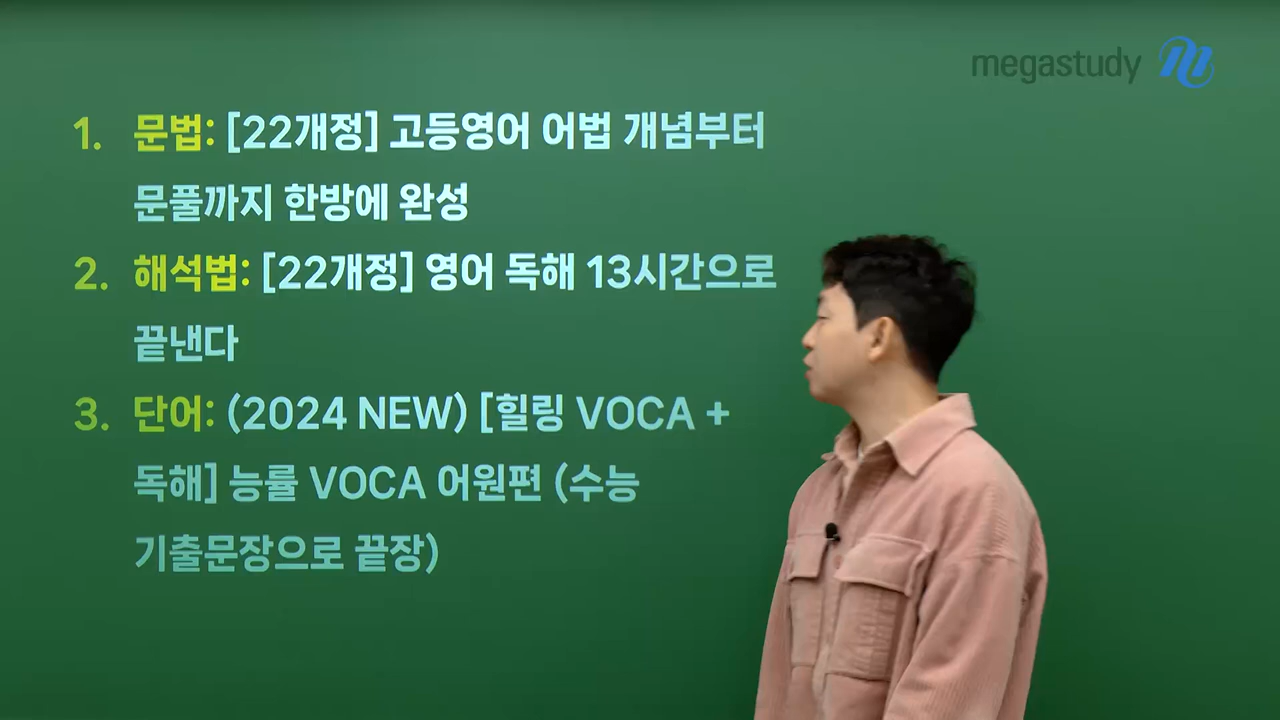 megastudy
1. 문법: [22개정] 고등영어 어법 개념부터
문풀까지 한방에 완성
2. 해석법: [22개정] 영어 독해 13시간으로
끝낸다
3. 단어: (2024 NEW) [힐링 VOCA +
독해] 능률 VOCA 어원편 (수능
기출문장으로 끝장)